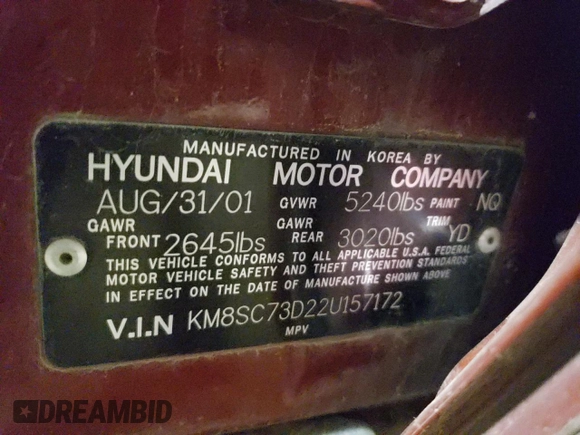 MANUFACTURED IN KOREA BY
HYUNDAI MOTOR COMPANY
AUG/31/01 GVWR 5240lbs PAINT NQ
GAWR FRONT 2645lbs GAWR REAR 3020lbs TRIM YD
THIS VEHICLE CONFORMS TO ALL APPLICABLE U.S.A. FEDERAL
MOTOR VEHICLE SAFETY AND THEFT PREVENTION STANDARDS
IN EFFECT ON THE DATE OF MANUFACTURE SHOWN ABOVE
V.I.N KM8SC73D22U157172
MPV
DREAMBID